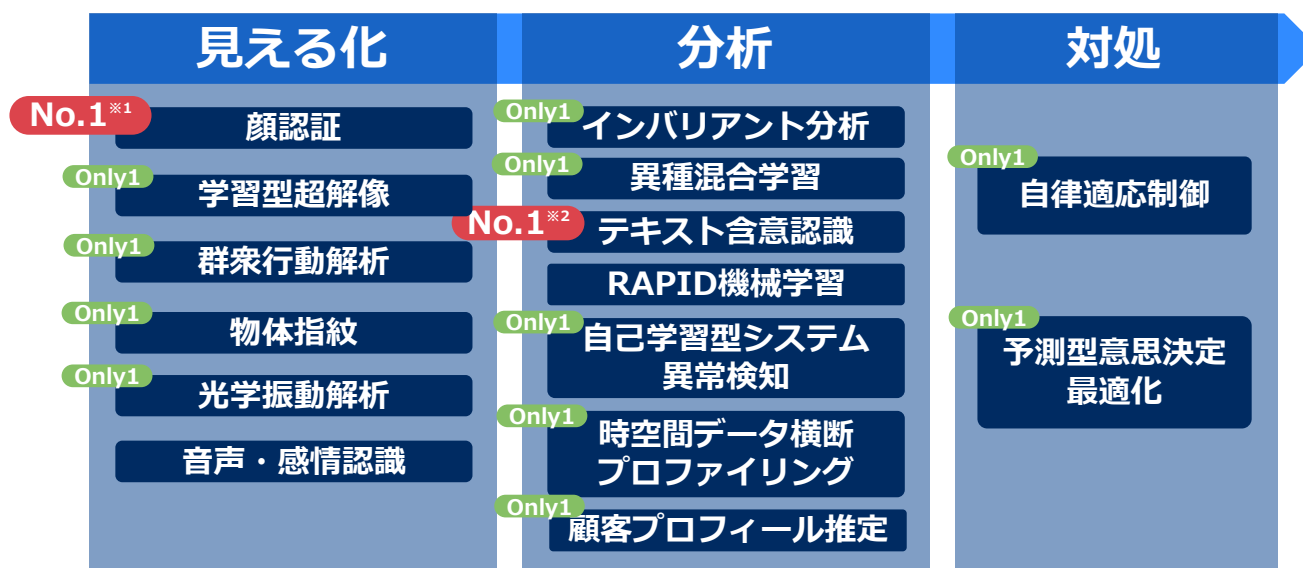 見える化
No.1※1
顔認証
Only1
学習型超解像
Only1
群衆行動解析
Only1
物体指紋
Only1
光学振動解析
音声・感情認識
分析
Only1
インバリアント分析
Only1
異種混合学習
No.1※2
テキスト含意認識
RAPID機械学習
Only1
自己学習型システム
異常検知
Only1
時空間データ横断
プロファイリング
Only1
顧客プロフィール推定
対処
Only1
自律適応制御
Only1
予測型意思決定
最適化